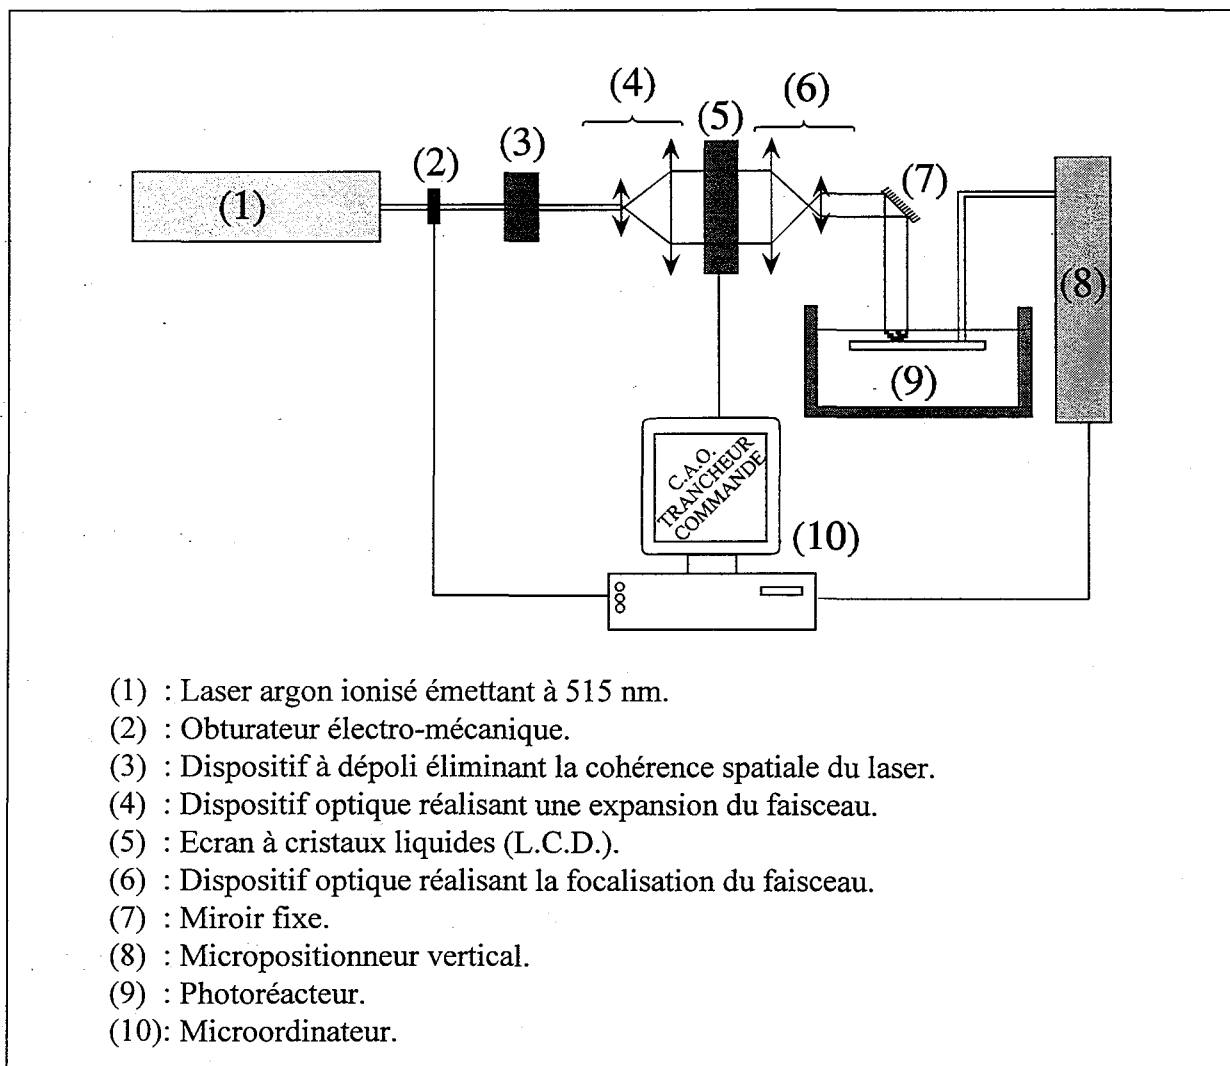 (4)
(6)
(5)
(3)
(2)
(7)
(1)
(8)
(9)
C.A.O.
TRANCHEUR
COMMANDE
(10)
(1) : Laser argon ionisé émettant à 515 nm.
(2) : Obturateur électro-mécanique.
(3) : Dispositif à dépoli éliminant la cohérence spatiale du laser.
(4) : Dispositif optique réalisant une expansion du faisceau.
(5) : Ecran à cristaux liquides (L.C.D.).
(6) : Dispositif optique réalisant la focalisation du faisceau.
(7) : Miroir fixe.
(8) : Micropositionneur vertical.
(9) : Photoréacteur.
(10): Microordinateur.